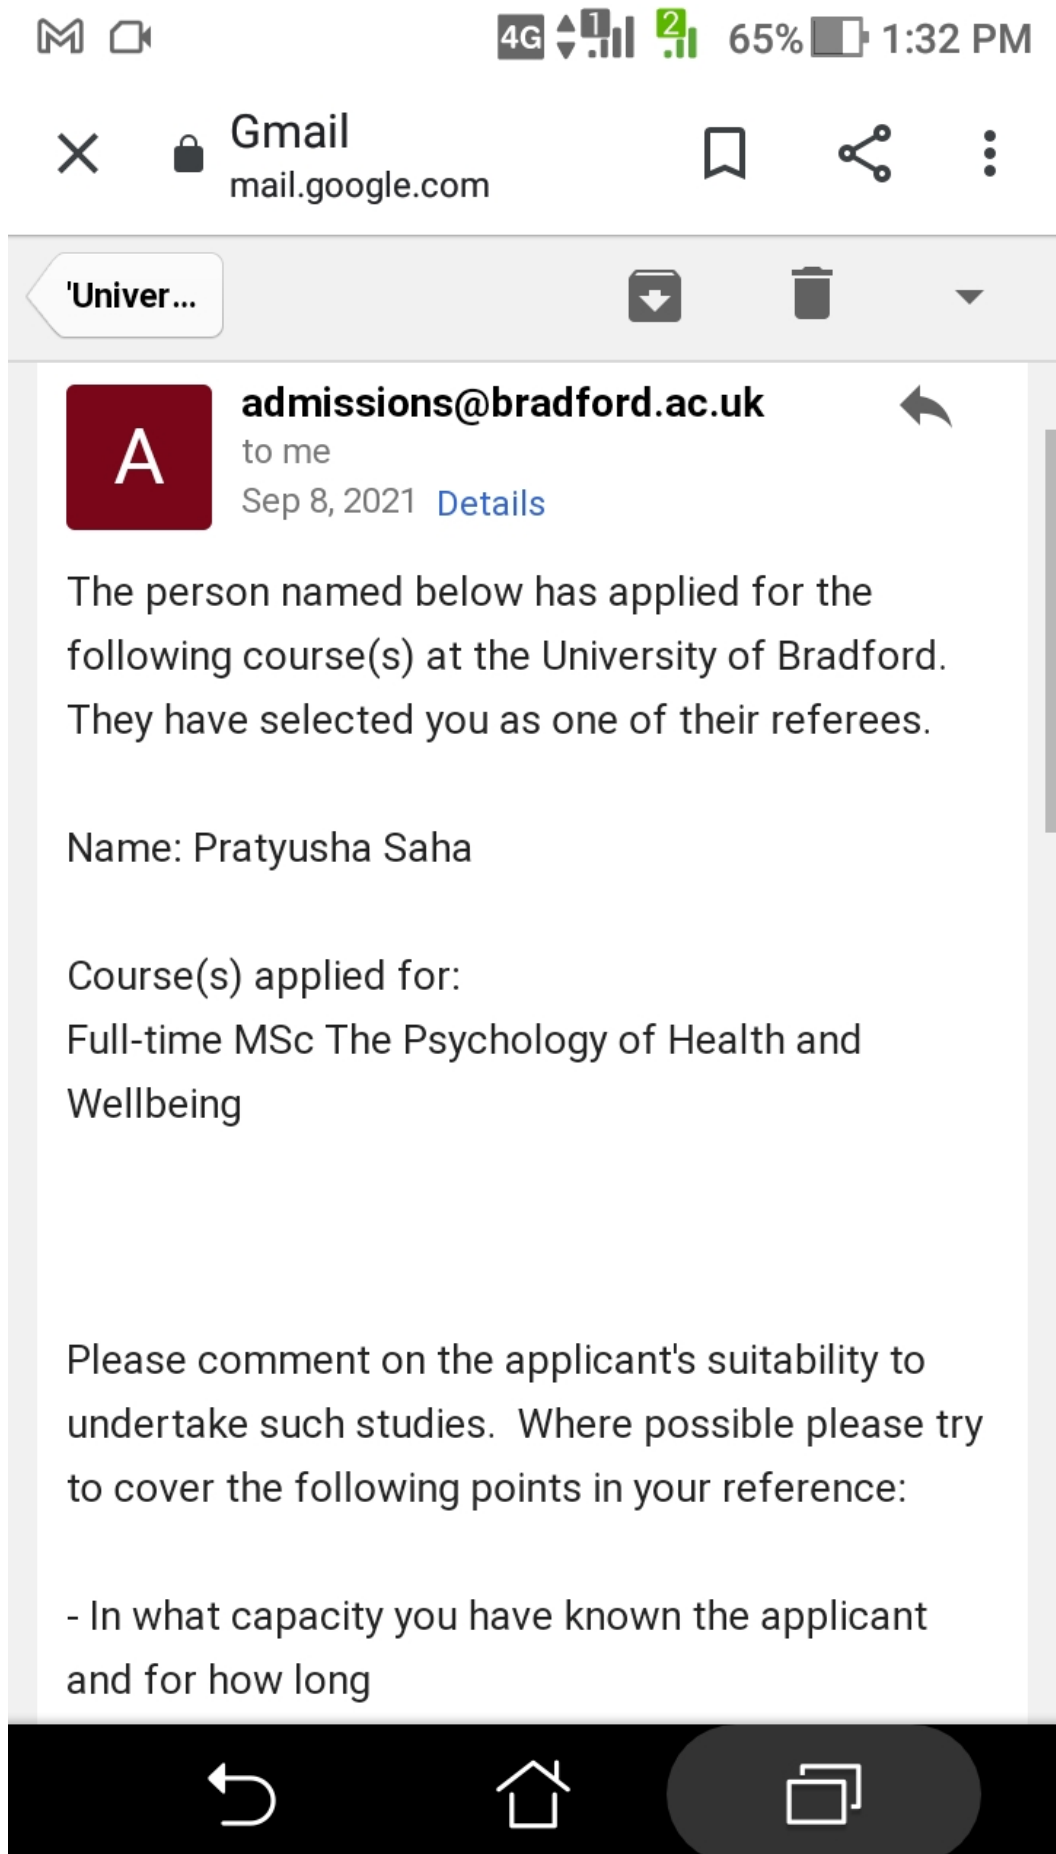 4G 1 2 65% 1:32 PM
Gmail
mail.google.com
'Univer...
A
admissions@bradford.ac.uk
to me
Sep 8, 2021 Details
The person named below has applied for the
following course(s) at the University of Bradford.
They have selected you as one of their referees.
Name: Pratyusha Saha
Course(s) applied for:
Full-time MSc The Psychology of Health and
Wellbeing
Please comment on the applicant's suitability to
undertake such studies.  Where possible please try
to cover the following points in your reference:
- In what capacity you have known the applicant
and for how long